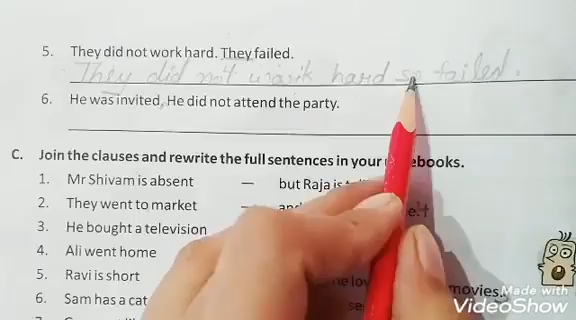 5. They did not work hard. They failed.
They did not work hard so failed.
6. He was invited. He did not attend the party.
C. Join the clauses and rewrite the full sentences in your
1. Mr Shivam is absent — but Raja is
2. They went to market —
3. He bought a television
4. Ali went home
5. Ravi is short
6. Sam has a cat movies.
Made with
VideoShow